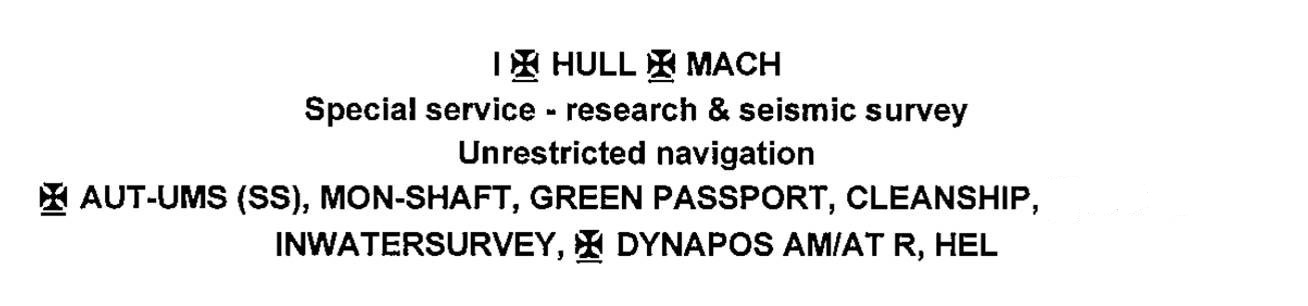 I ✠ HULL ✠ MACH
Special service - research & seismic survey
Unrestricted navigation
✠ AUT-UMS (SS), MON-SHAFT, GREEN PASSPORT, CLEANSHIP,
INWATERSURVEY, ✠ DYNAPOS AM/AT R, HEL